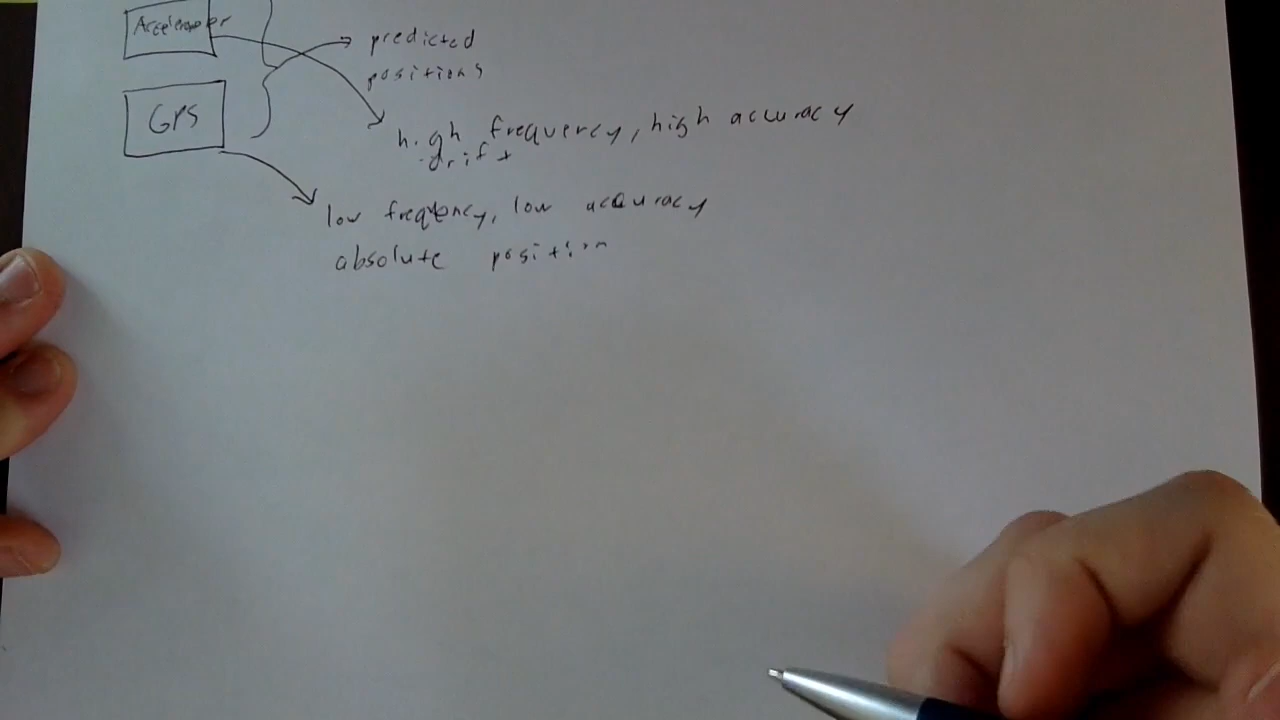 Accelerometer
predicted
positions
GPS
high frequency, high accuracy
drift
low frequency, low accuracy
absolute position